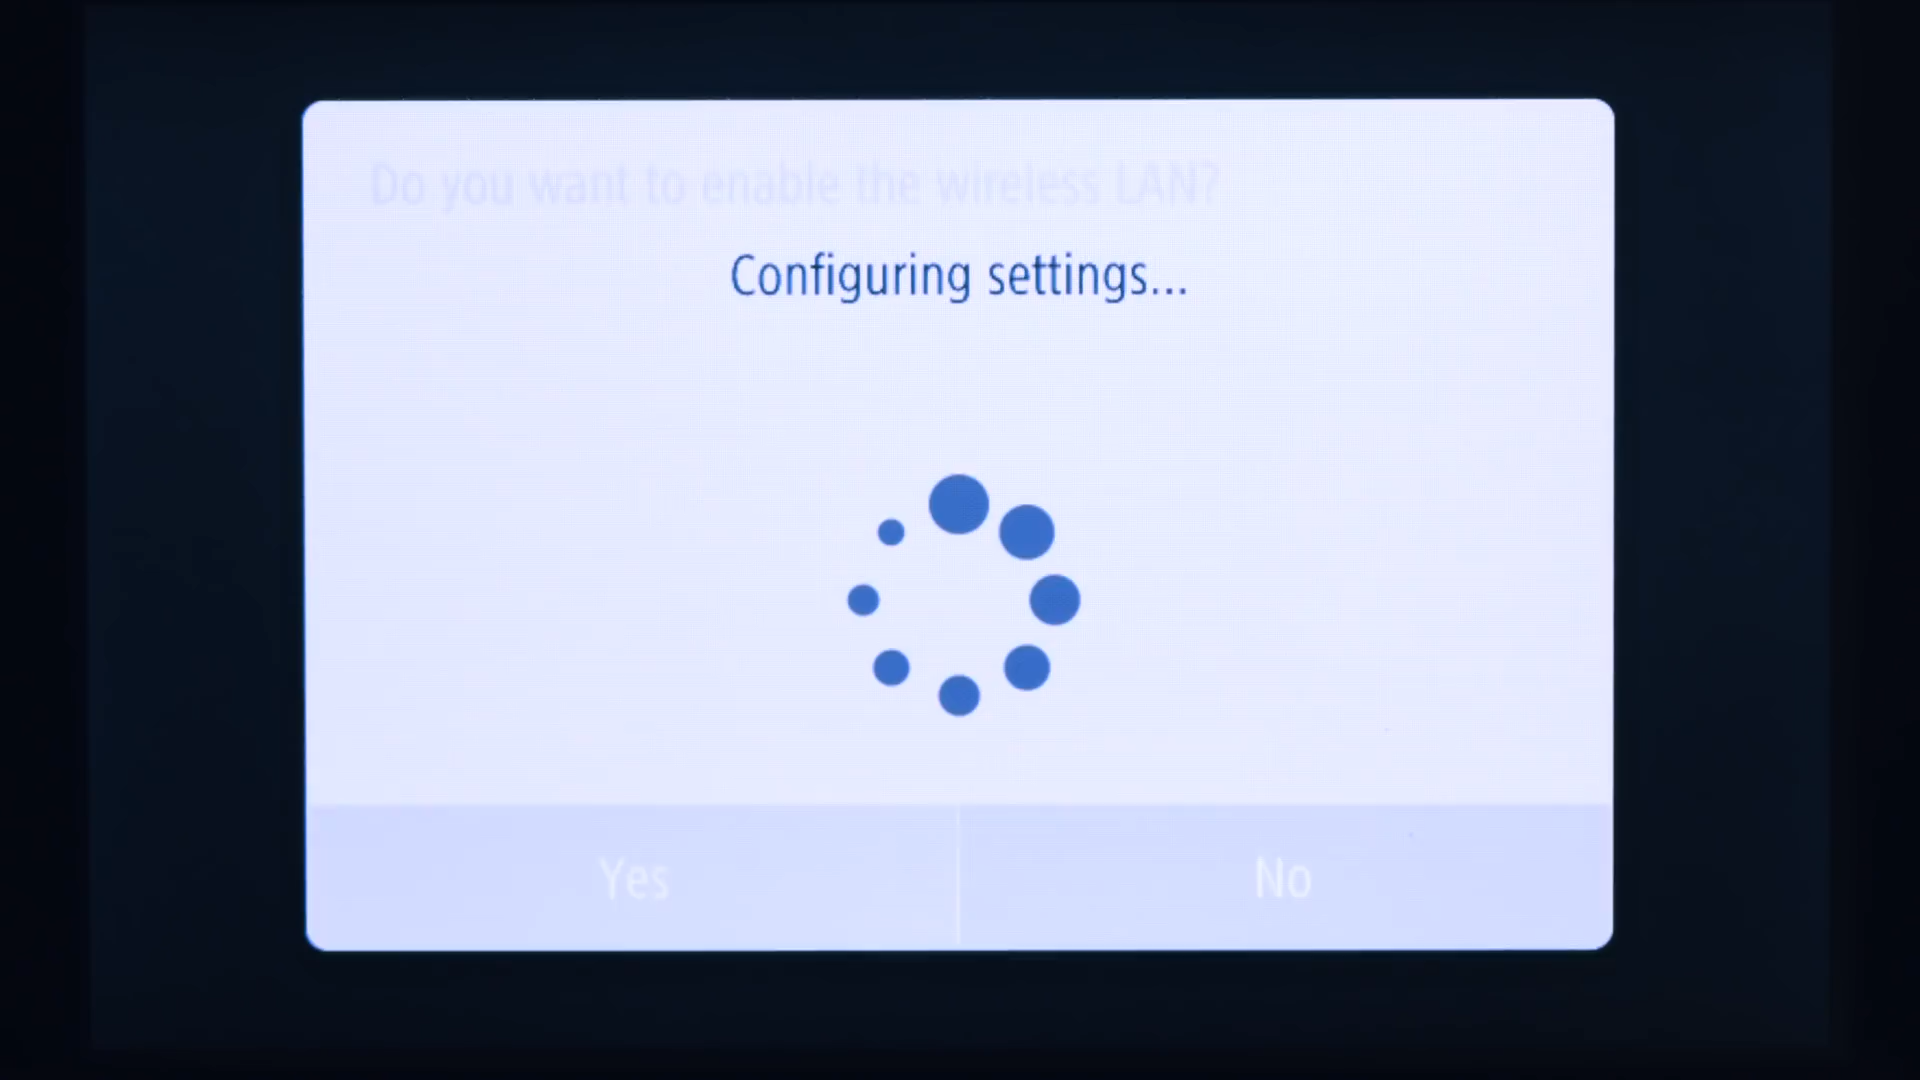 Do you want to enable the wireless LAN?
Configuring settings...
Yes
No